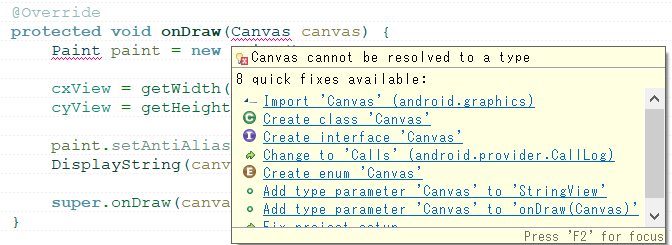 @Override
protected void onDraw(Canvas canvas) {
Paint paint = new
Canvas cannot be resolved to a type
8 quick fixes available:
cxView = getWidth(
Import 'Canvas' (android.graphics)
cyView = getHeight
Create class 'Canvas'
Create interface 'Canvas'
paint.setAntiAlias
Change to 'Calls' (android.provider.CallLog)
DisplayString(canv
Create enum 'Canvas'
Add type parameter 'Canvas' to 'StringView'
super.onDraw(canva
Add type parameter 'Canvas' to 'onDraw(Canvas)'
}
Fix project setup
Press 'F2' for focus